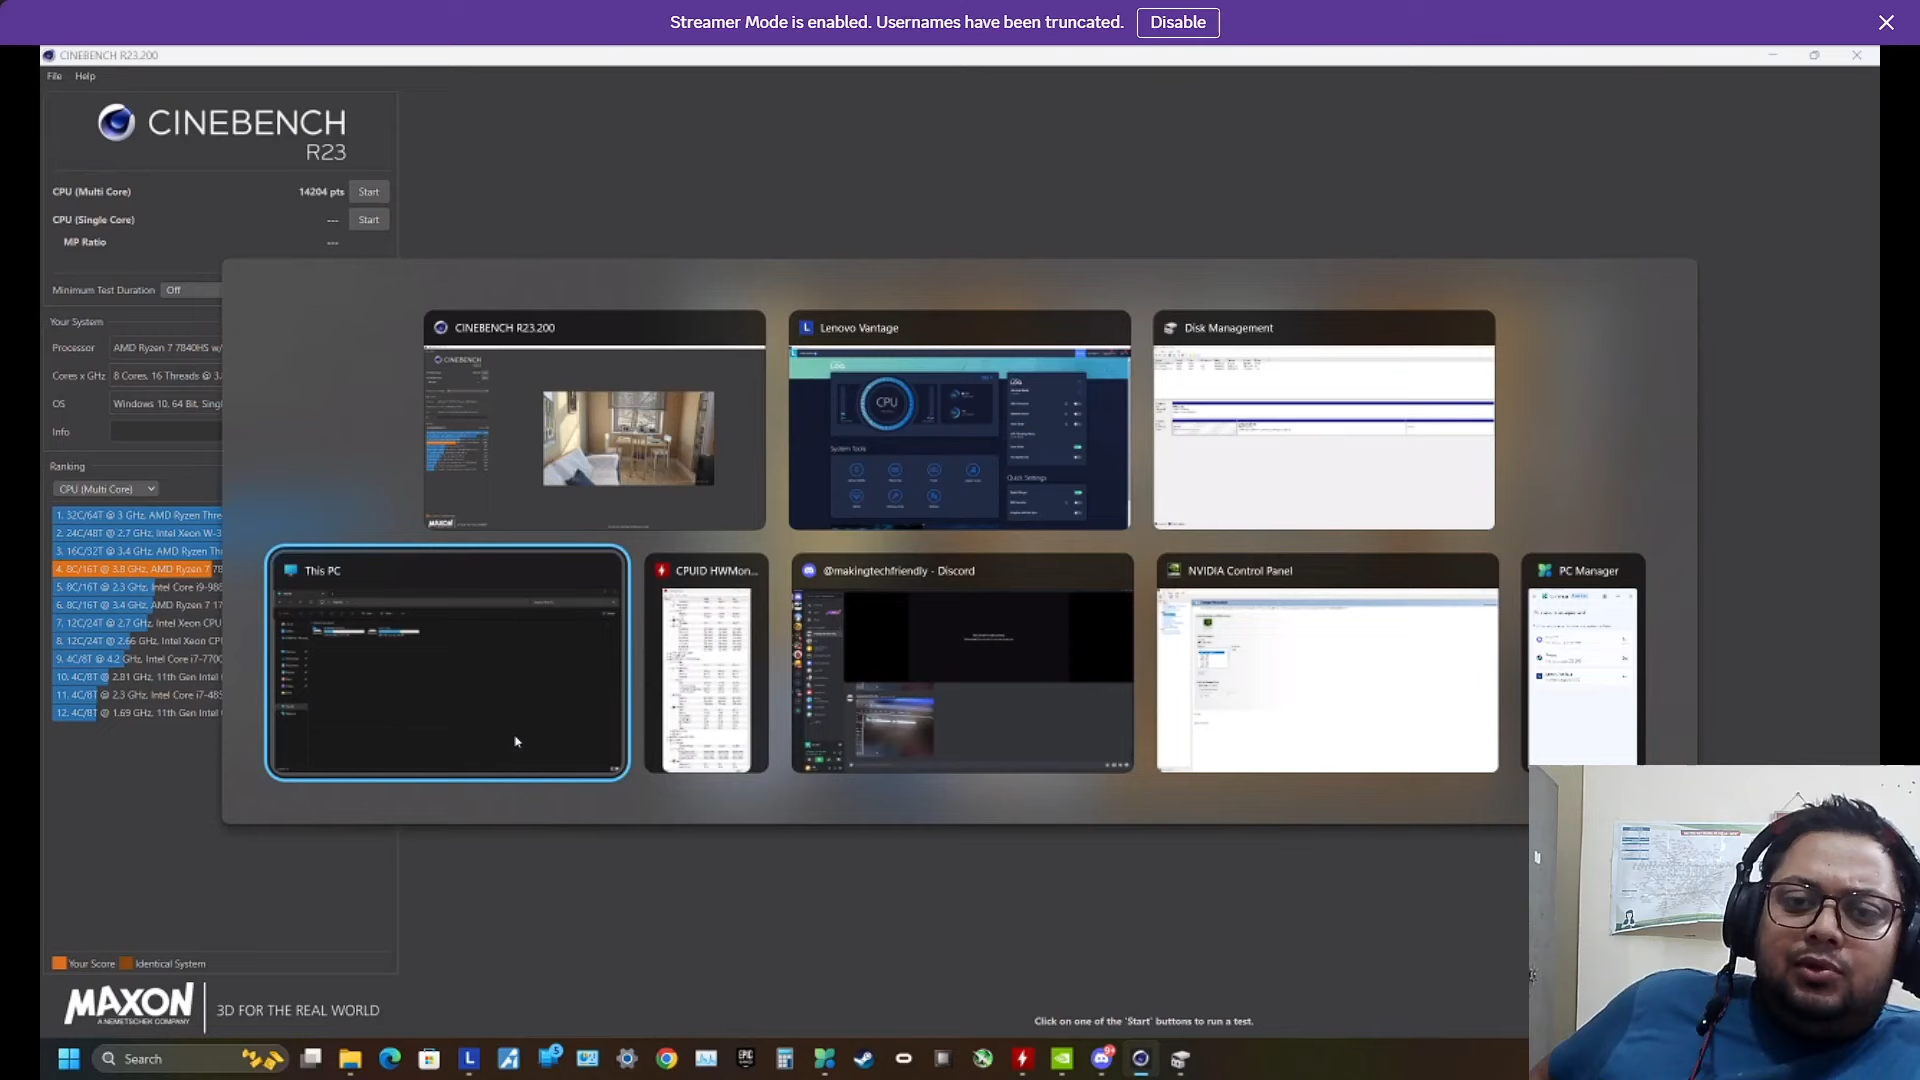 Streamer Mode is enabled. Usernames have been truncated. Disable
CINEBENCH R23.200
File Help
CINEBENCH
R23
CPU (Multi Core) 14204 pts Start
CPU (Single Core) --- Start
MP Ratio ---
Minimum Test Duration Off
Your System
Processor AMD Ryzen 7 7840HS w/
Cores x GHz 8 Cores, 16 Threads @ 3.
OS Windows 10, 64 Bit, Sing
Info
Ranking
CPU (Multi Core)
1. 32C/64T @ 3 GHz, AMD Ryzen Thre
2. 24C/48T @ 2.7 GHz, Intel Xeon W-3
3. 16C/32T @ 3.4 GHz, AMD Ryzen Th
4. 8C/16T @ 3.8 GHz, AMD Ryzen 7 78
5. 8C/16T @ 2.3 GHz, Intel Core i9-988
6. 8C/16T @ 3.4 GHz, AMD Ryzen 7 17
7. 12C/24T @ 2.7 GHz, Intel Xeon CPU
8. 12C/24T @ 2.66 GHz, Intel Xeon CP
9. 4C/8T @ 4.2 GHz, Intel Core i7-770
10. 4C/8T @ 2.81 GHz, 11th Gen Intel
11. 4C/8T @ 2.3 GHz, Intel Core i7-485
12. 4C/8T @ 1.69 GHz, 11th Gen Intel
CINEBENCH R23.200
Lenovo Vantage
Disk Management
CPU
System Tools
Quick Settings
MAXON
This PC
CPUID HWMon...
@makingtechfriendly - Discord
NVIDIA Control Panel
PC Manager
Your Score Identical System
MAXON
A NEMETSCHEK COMPANY
3D FOR THE REAL WORLD
Click on one of the 'Start' buttons to run a test.
Search